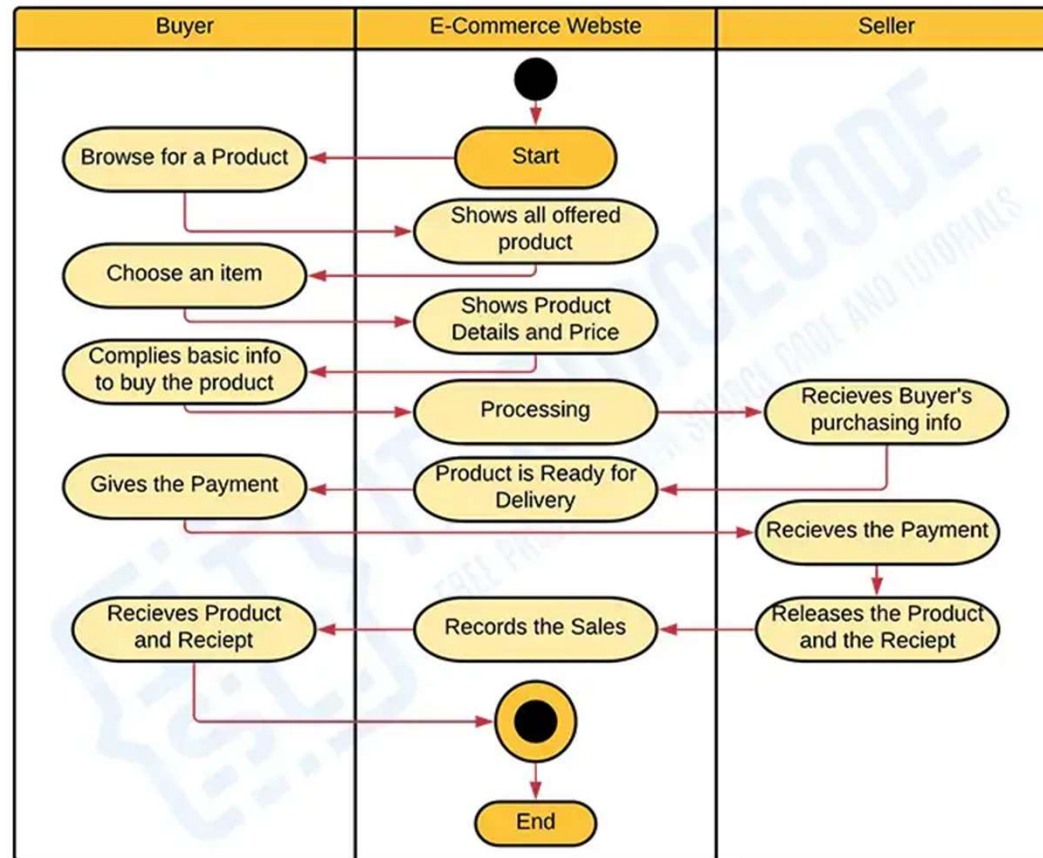 Buyer
E-Commerce Webste
Seller
Start
Browse for a Product
Shows all offered
product
Choose an item
Shows Product
Details and Price
Complies basic info
to buy the product
Processing
Recieves Buyer's
purchasing info
Product is Ready for
Delivery
Gives the Payment
Recieves the Payment
Releases the Product
and the Reciept
Records the Sales
Recieves Product
and Reciept
End